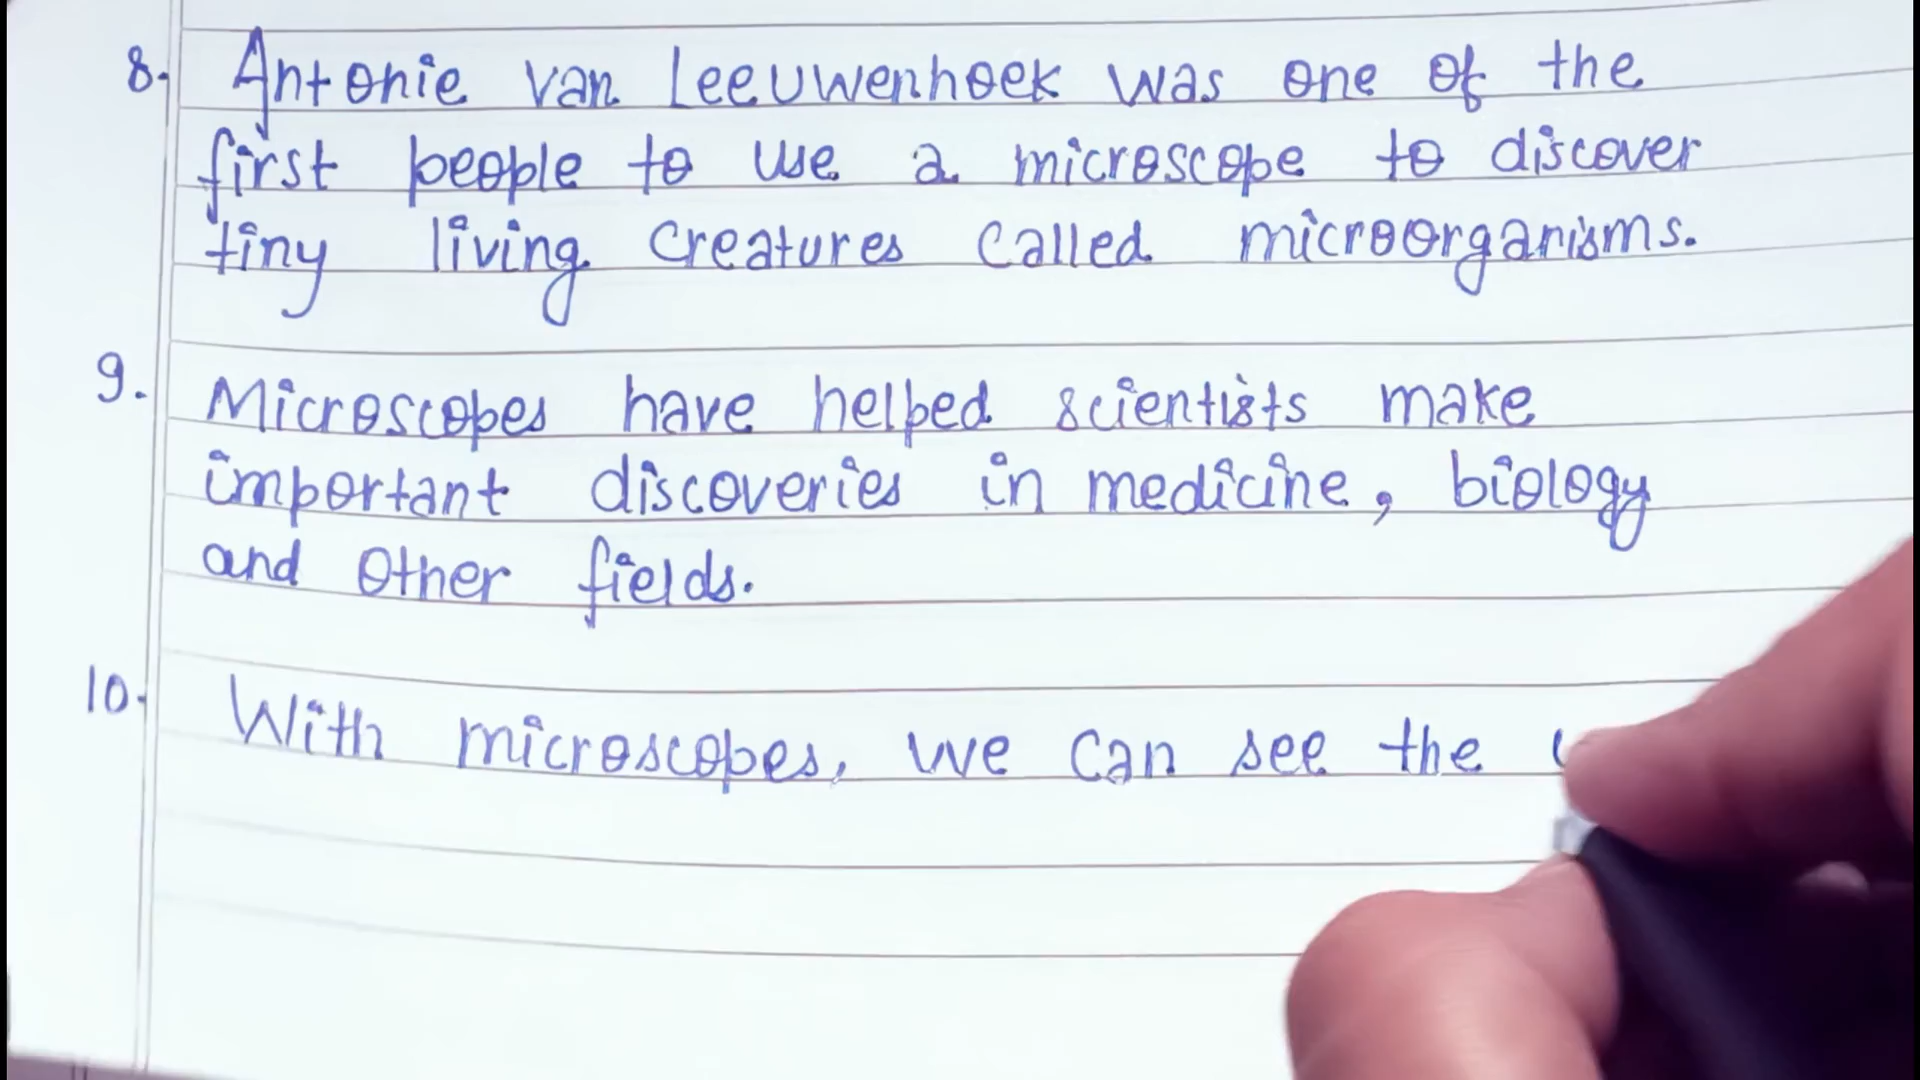 8. Antonie van Leeuwenhoek was one of the
first people to use a microscope to discover
tiny living creatures called microorganisms.
9. Microscopes have helped scientists make
important discoveries in medicine, biology
and other fields.
10. With microscopes, we can see the